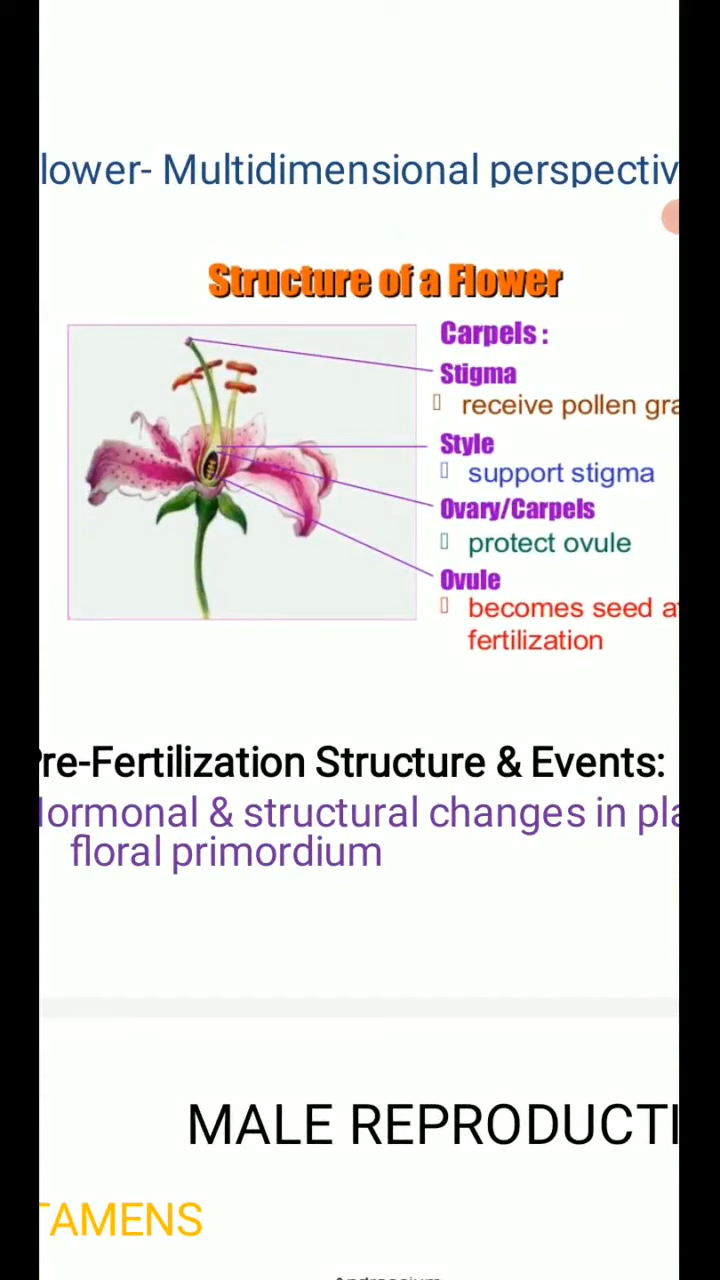 lower- Multidimensional perspectiv
Structure of a Flower
Carpels :
Stigma
receive pollen gra
Style
support stigma
Ovary/Carpels
protect ovule
Ovule
becomes seed a
fertilization
re-Fertilization Structure & Events:
ormonal & structural changes in pla
floral primordium
MALE REPRODUCTI
TAMENS